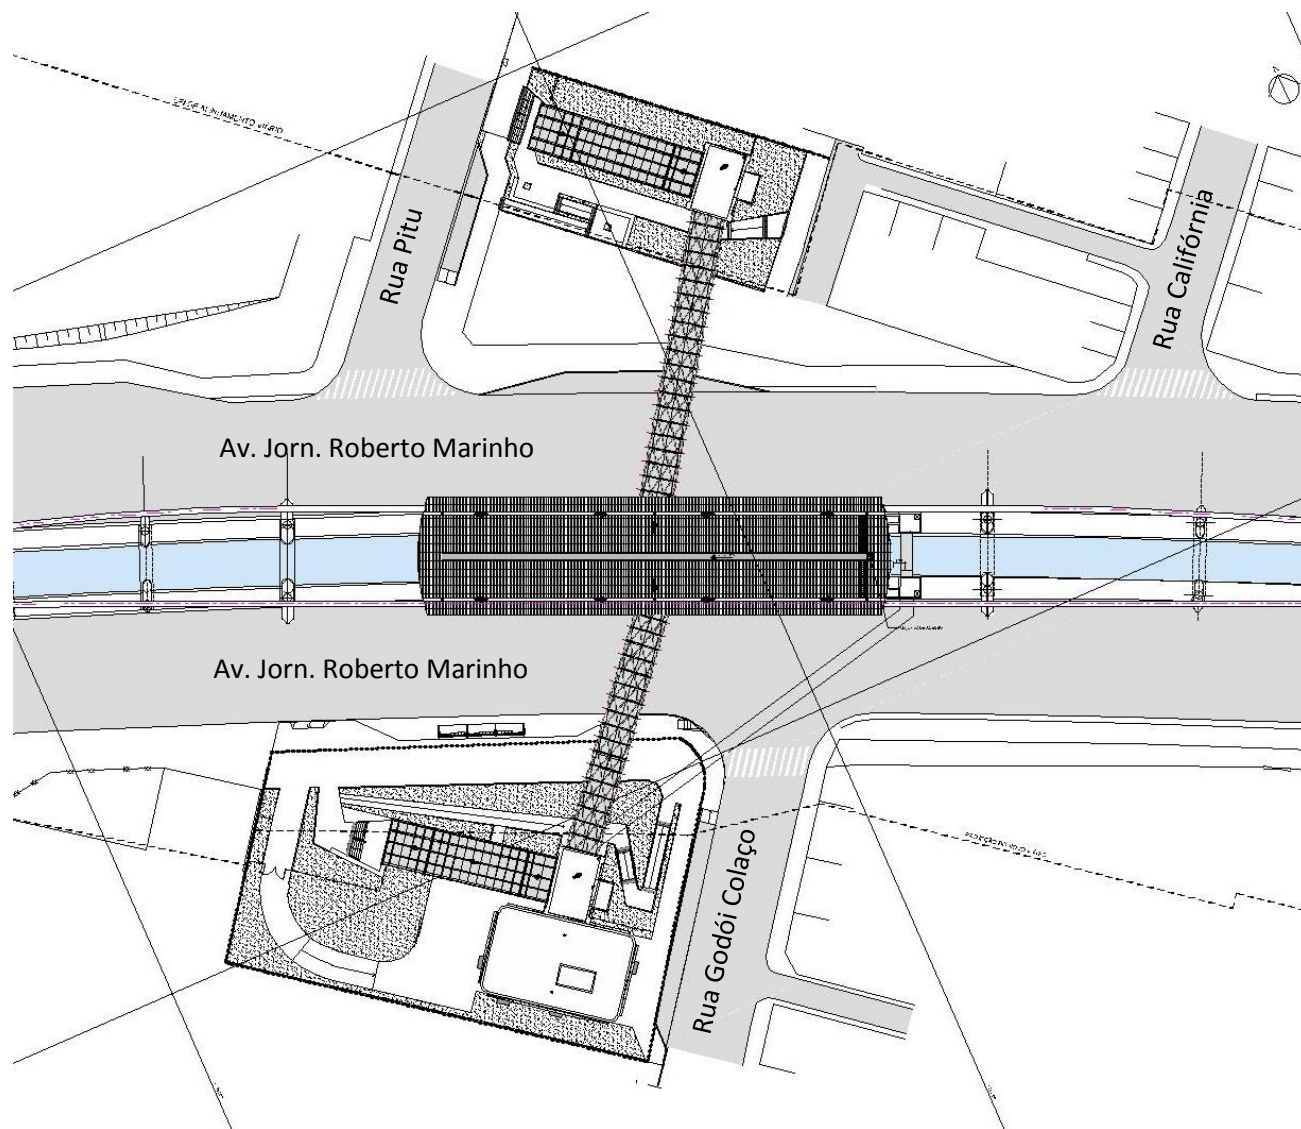 Rua Pitu
Rua Califórnia
Av. Jorn. Roberto Marinho
Av. Jorn. Roberto Marinho
Rua Godói Colaço